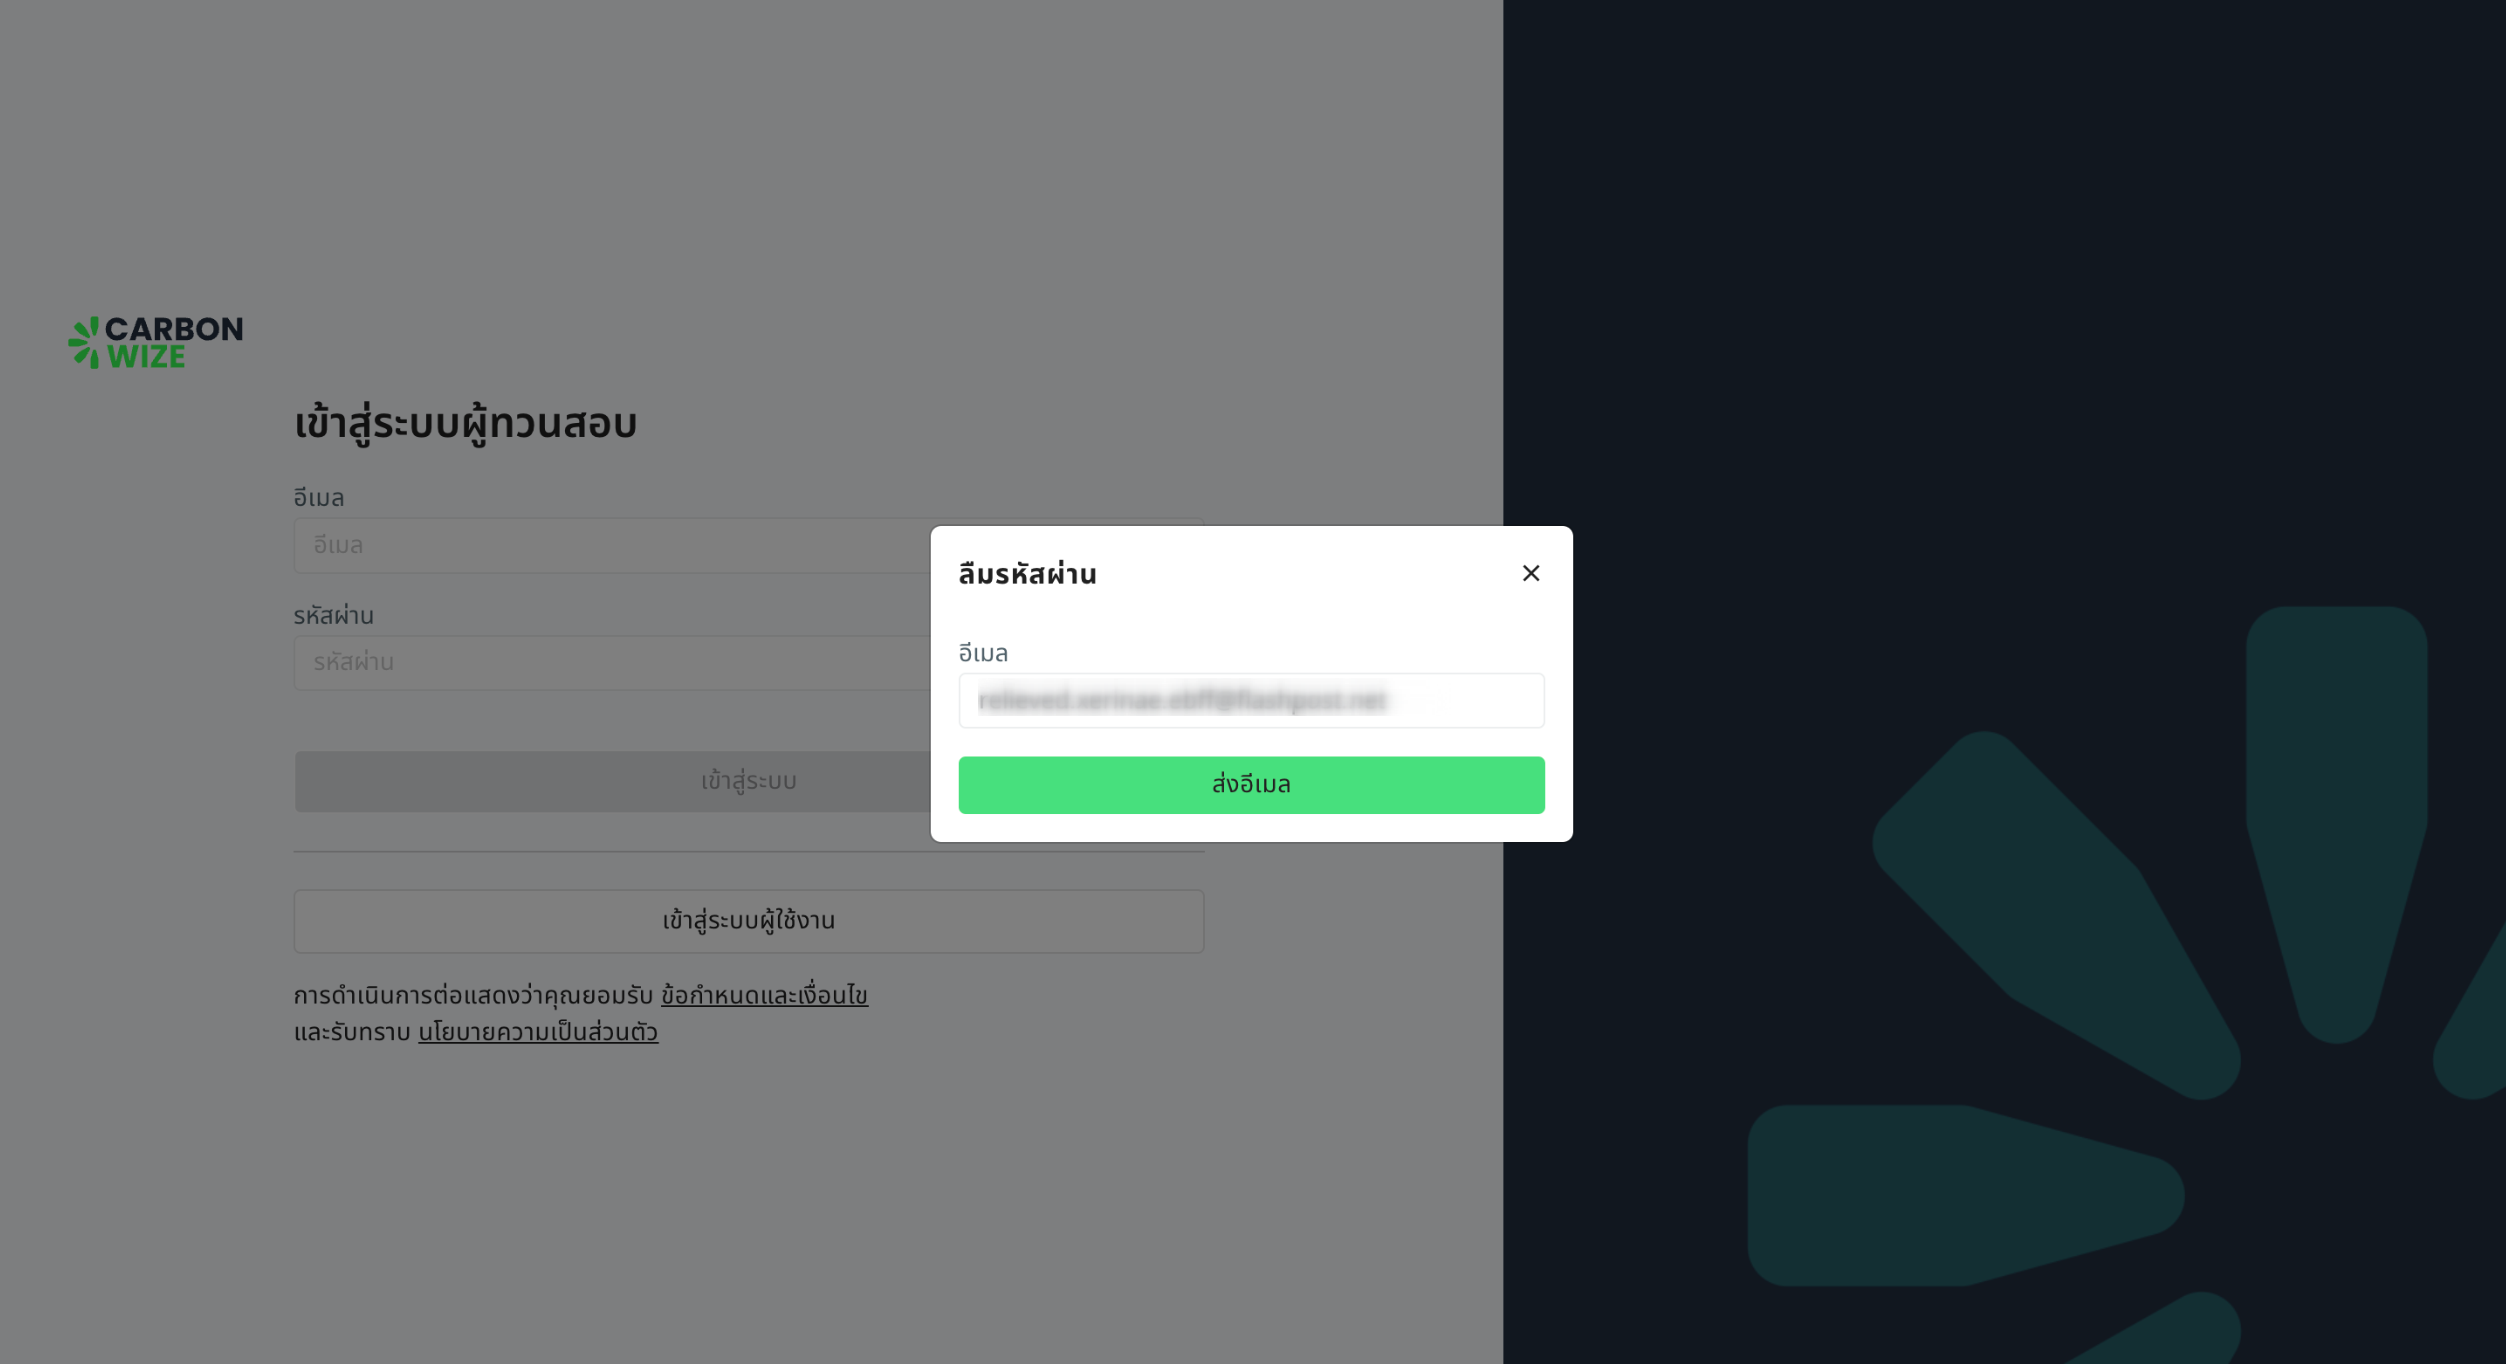 CARBON
WIZE
เข้าสู่ระบบผู้ทวนสอบ
อีเมล
อีเมล
รหัสผ่าน
รหัสผ่าน
เข้าสู่ระบบ
เข้าสู่ระบบผู้ใช้งาน
การดำเนินการต่อแสดงว่าคุณยอมรับ ข้อกำหนดและเงื่อนไข
และรับทราบ นโยบายความเป็นส่วนตัว
ลืมรหัสผ่าน
อีเมล
ส่งอีเมล